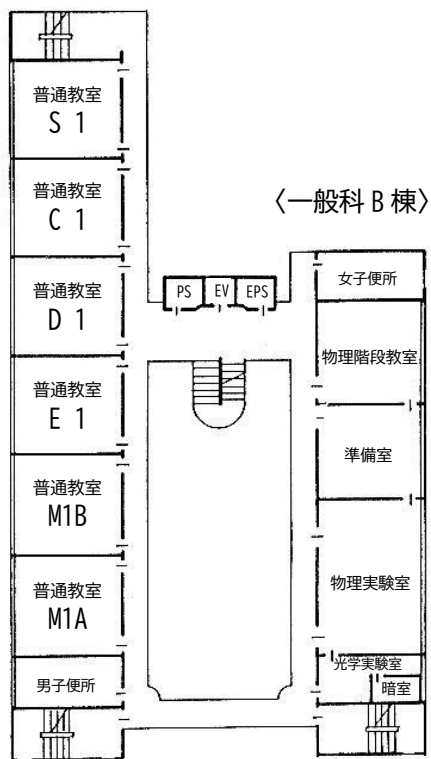 普通教室
S 1
普通教室
C 1
普通教室
D 1
普通教室
E 1
普通教室
M1B
普通教室
M1A
男子便所
PS
EV
EPS
〈一般科B棟〉
女子便所
物理階段教室
準備室
物理実験室
光学実験室
暗室